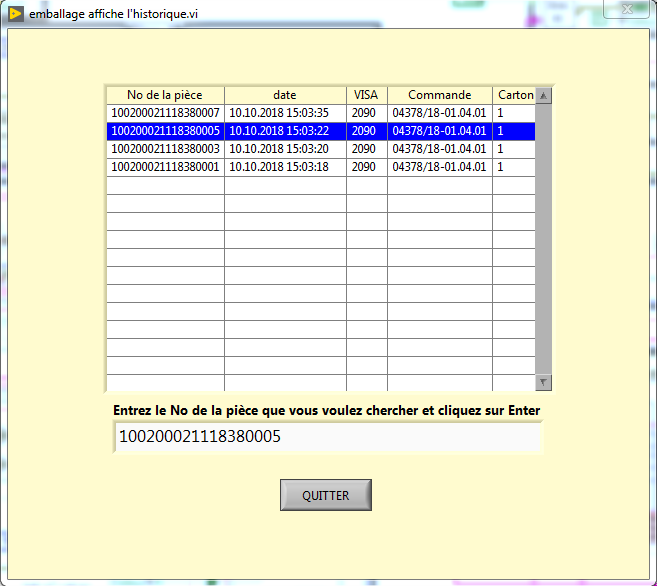 emballage affiche l'historique.vi
No de la pièce date VISA Commande Carton
100200021118380007 10.10.2018 15:03:35 2090 04378/18-01.04.01 1
100200021118380005 10.10.2018 15:03:22 2090 04378/18-01.04.01 1
100200021118380003 10.10.2018 15:03:20 2090 04378/18-01.04.01 1
100200021118380001 10.10.2018 15:03:18 2090 04378/18-01.04.01 1
Entrez le No de la pièce que vous voulez chercher et cliquez sur Enter
100200021118380005
QUITTER